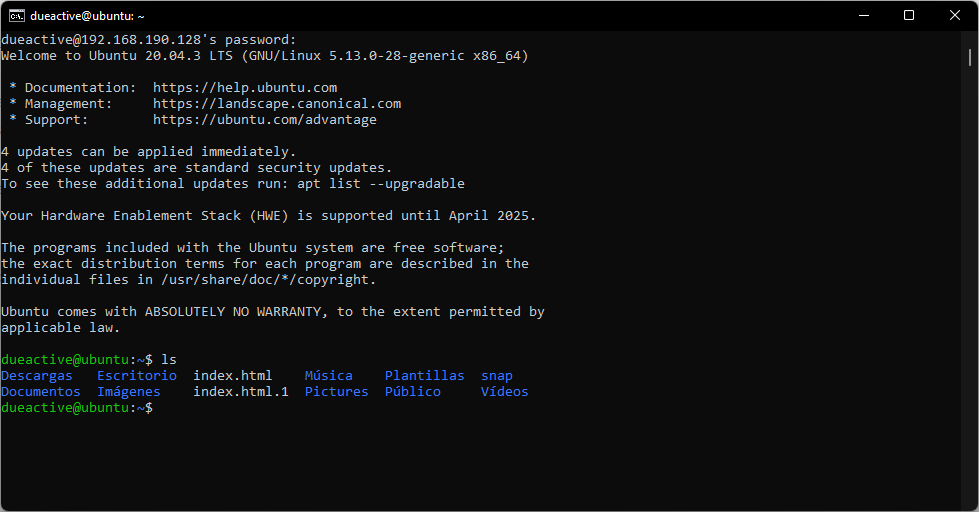 dueactive@ubuntu: ~
dueactive@192.168.190.128's password:
Welcome to Ubuntu 20.04.3 LTS (GNU/Linux 5.13.0-28-generic x86_64)
 * Documentation:  https://help.ubuntu.com
 * Management:     https://landscape.canonical.com
 * Support:        https://ubuntu.com/advantage
4 updates can be applied immediately.
4 of these updates are standard security updates.
To see these additional updates run: apt list --upgradable
Your Hardware Enablement Stack (HWE) is supported until April 2025.
The programs included with the Ubuntu system are free software;
the exact distribution terms for each program are described in the
individual files in /usr/share/doc/*/copyright.
Ubuntu comes with ABSOLUTELY NO WARRANTY, to the extent permitted by
applicable law.
dueactive@ubuntu:~$ ls
Descargas   Escritorio  index.html    Música    Plantillas  snap
Documentos  Imágenes    index.html.1  Pictures  Público     Vídeos
dueactive@ubuntu:~$